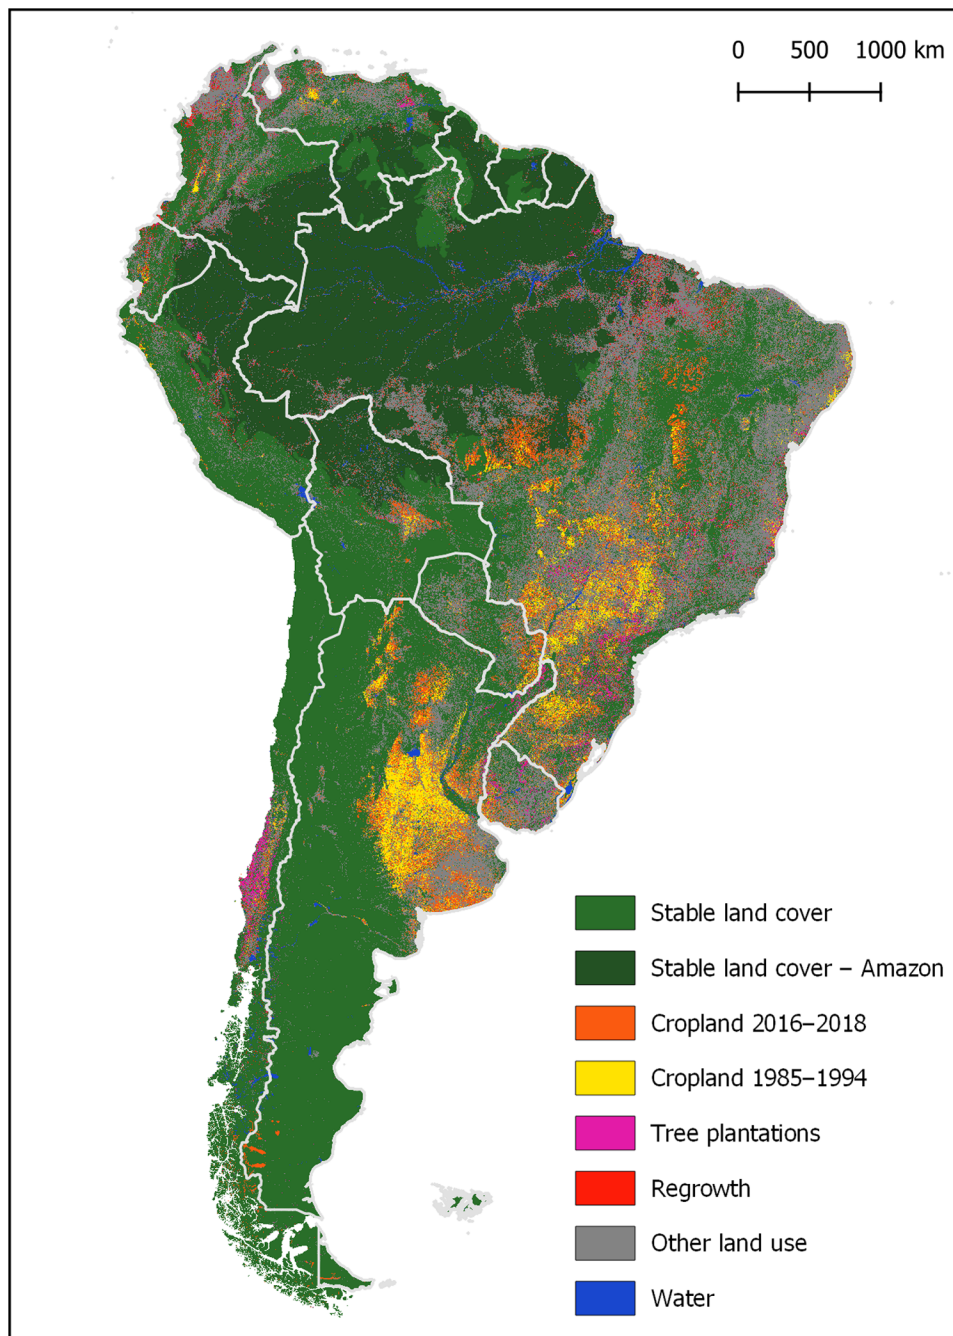 0 500 1000 km
Stable land cover
Stable land cover – Amazon
Cropland 2016–2018
Cropland 1985–1994
Tree plantations
Regrowth
Other land use
Water